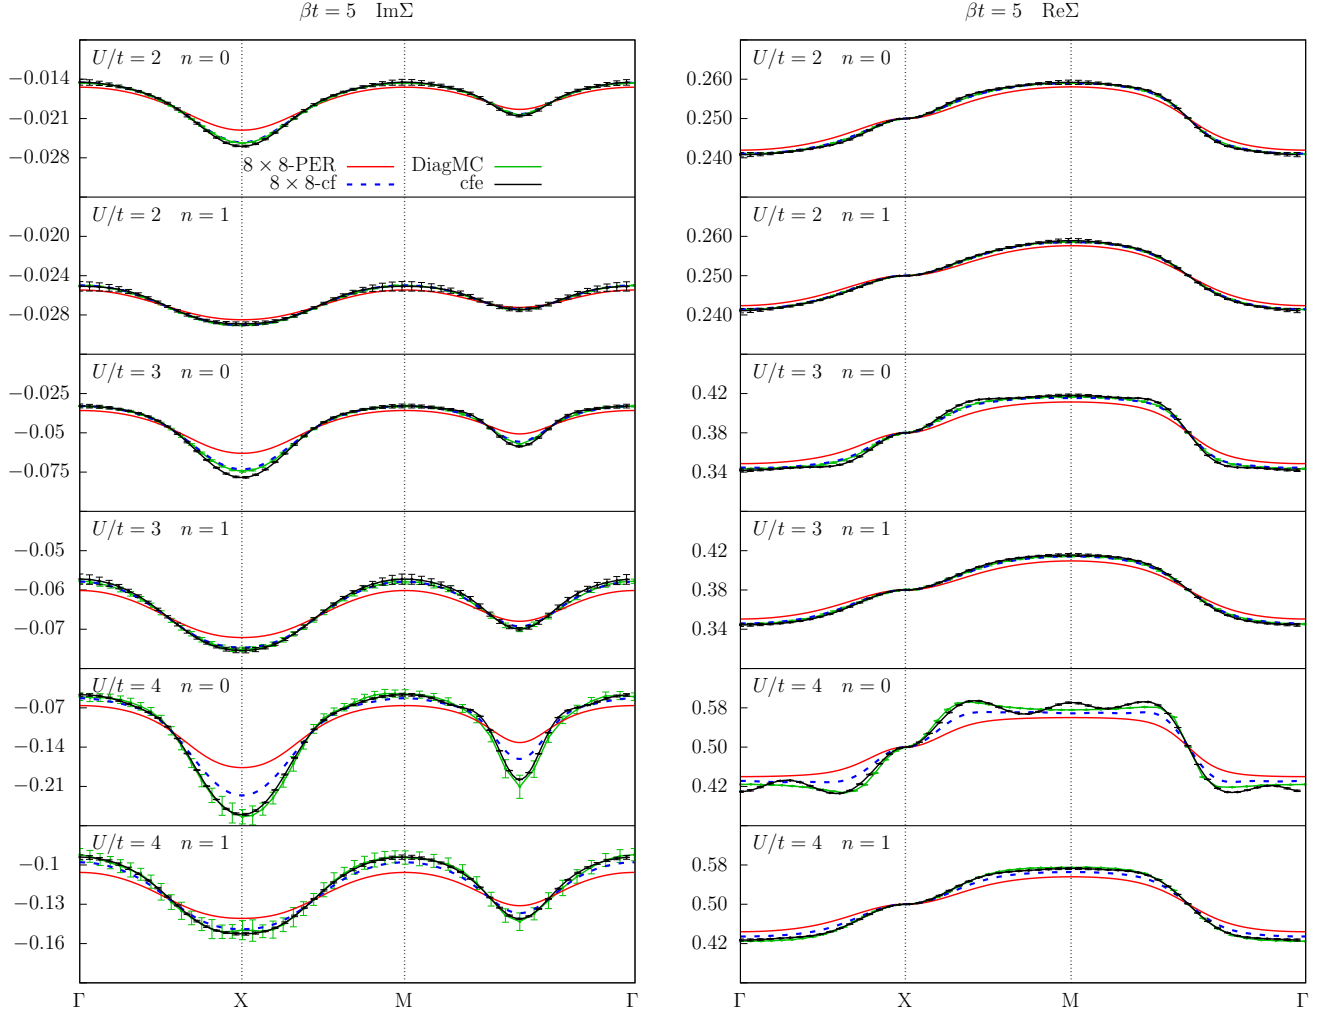 βt = 5 ImΣ
U/t = 2 n = 0
−0.014
−0.021
−0.028
8 × 8-PER
8 × 8-cf
DiagMC
cfe
U/t = 2 n = 1
−0.020
−0.024
−0.028
U/t = 3 n = 0
−0.025
−0.05
−0.075
U/t = 3 n = 1
−0.05
−0.06
−0.07
U/t = 4 n = 0
−0.07
−0.14
−0.21
U/t = 4 n = 1
−0.1
−0.13
−0.16
Γ X M Γ
βt = 5 ReΣ
U/t = 2 n = 0
0.260
0.250
0.240
U/t = 2 n = 1
0.260
0.250
0.240
U/t = 3 n = 0
0.42
0.38
0.34
U/t = 3 n = 1
0.42
0.38
0.34
U/t = 4 n = 0
0.58
0.50
0.42
U/t = 4 n = 1
0.58
0.50
0.42
Γ X M Γ